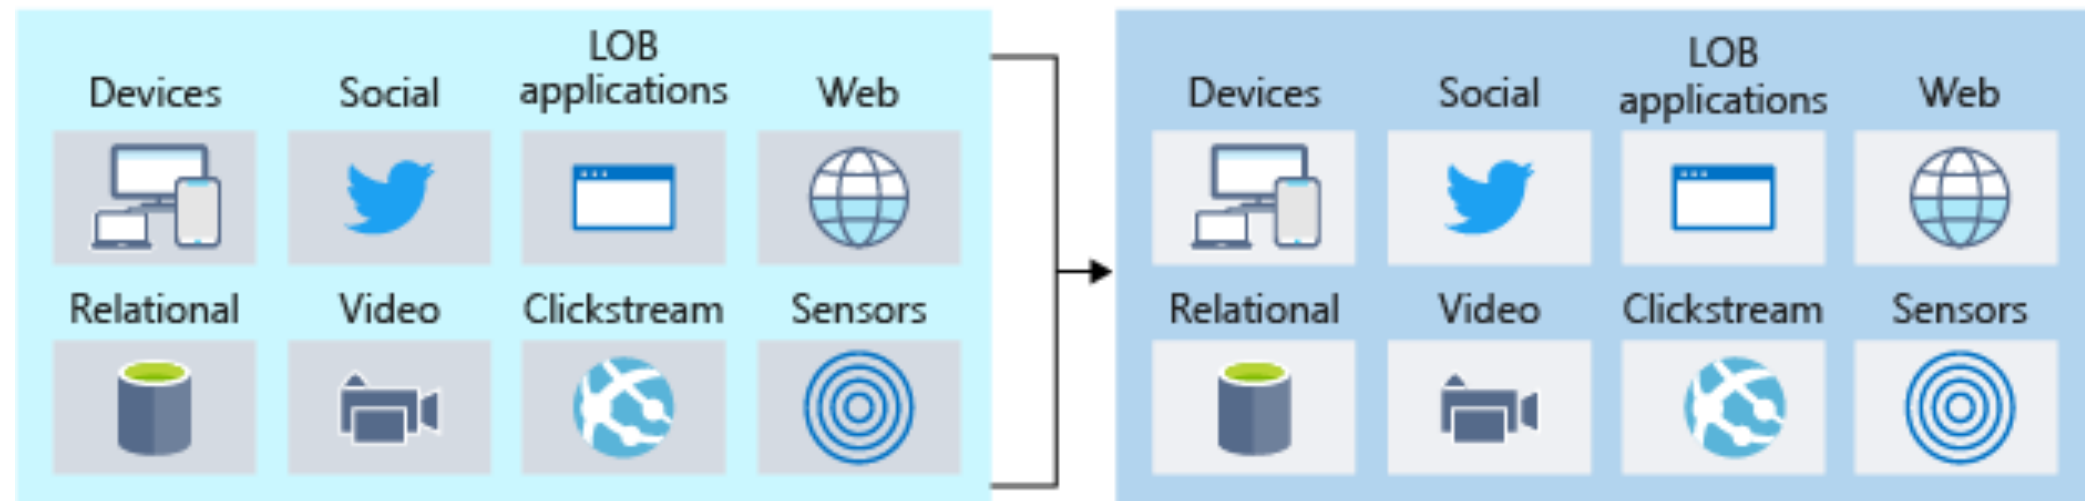 LOB
Devices Social applications Web
Relational Video Clickstream Sensors
LOB
Devices Social applications Web
Relational Video Clickstream Sensors